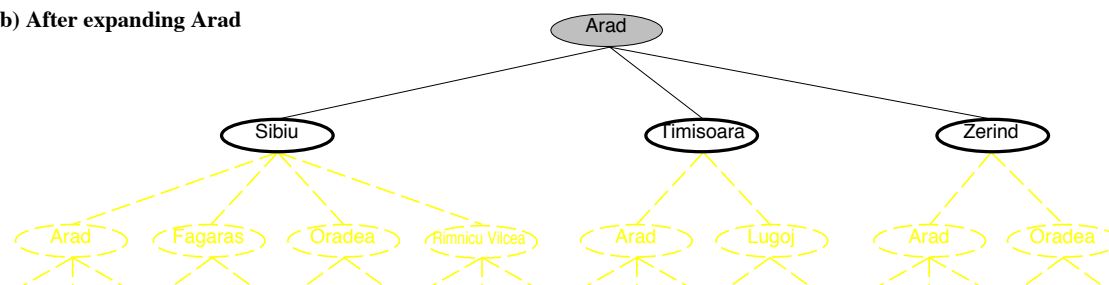 b) After expanding Arad
Arad
Sibiu
Timisoara
Zerind
Arad
Fagaras
Oradea
Rimnicu Vilcea
Arad
Lugoj
Arad
Oradea